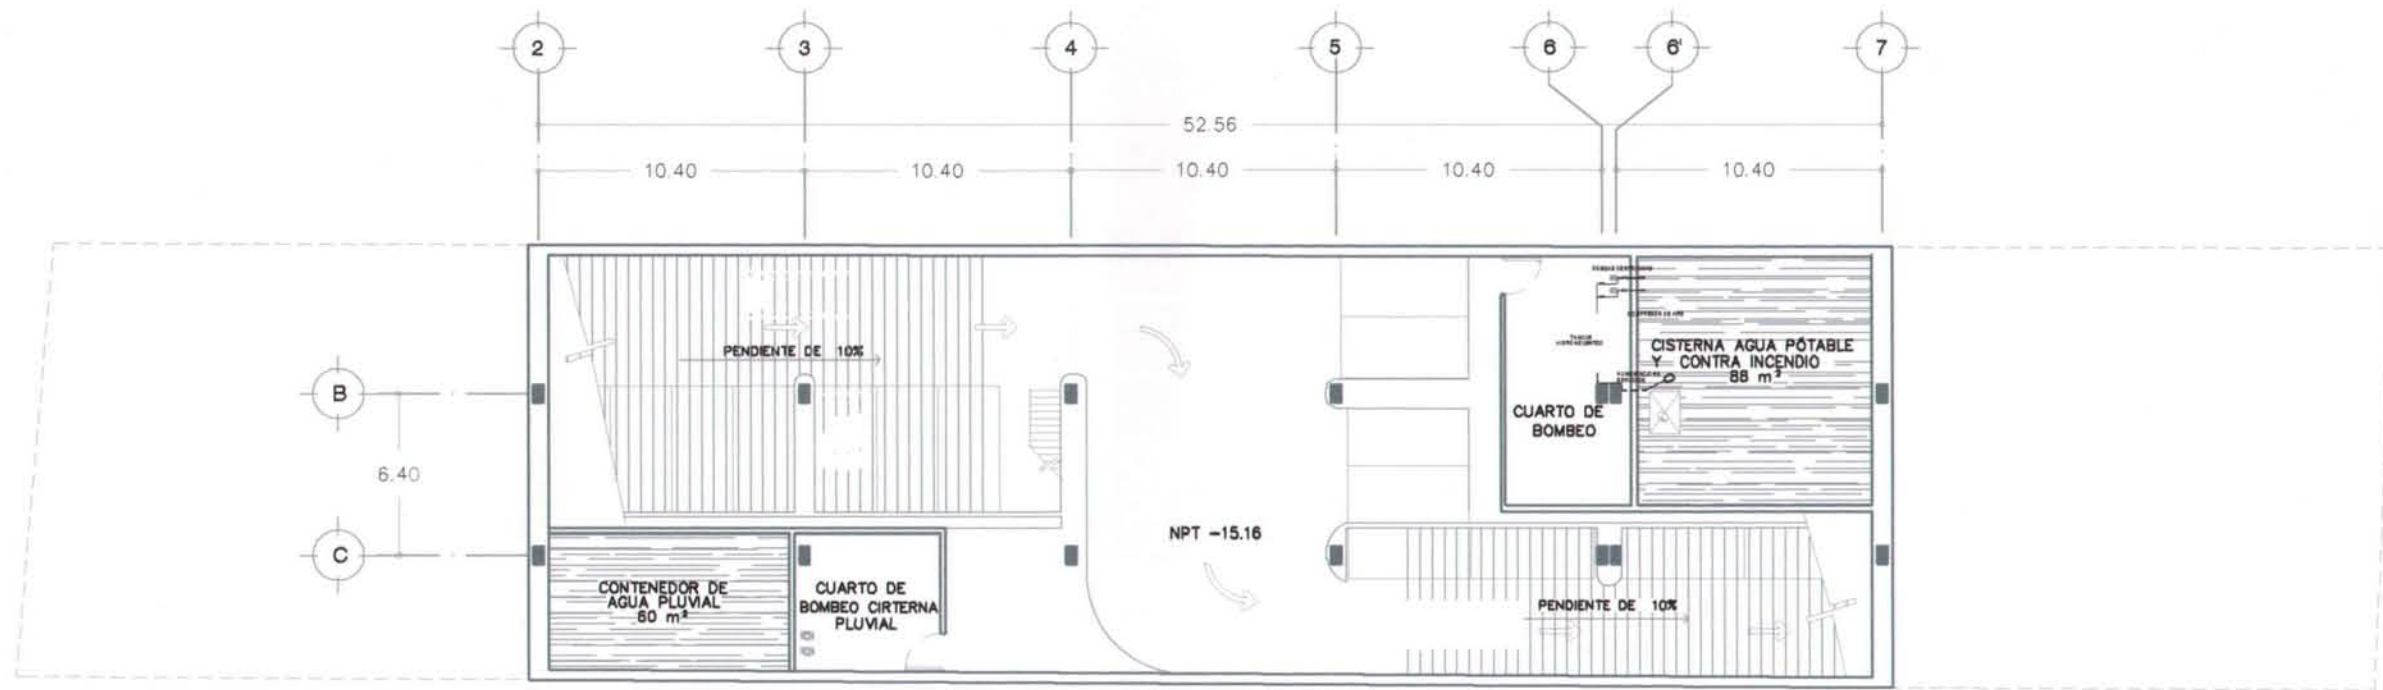 2
3
4
5
6
6'
7
52.56
10.40
10.40
10.40
10.40
10.40
B
6.40
C
PENDIENTE DE 10%
CISTERNA AGUA PÓTABLE
Y CONTRA INCENDIO
88 m³
CUARTO DE
BOMBEO
NPT -15.16
CONTENEDOR DE
AGUA PLUVIAL
60 m³
CUARTO DE
BOMBEO CIRTERNA
PLUVIAL
PENDIENTE DE 10%